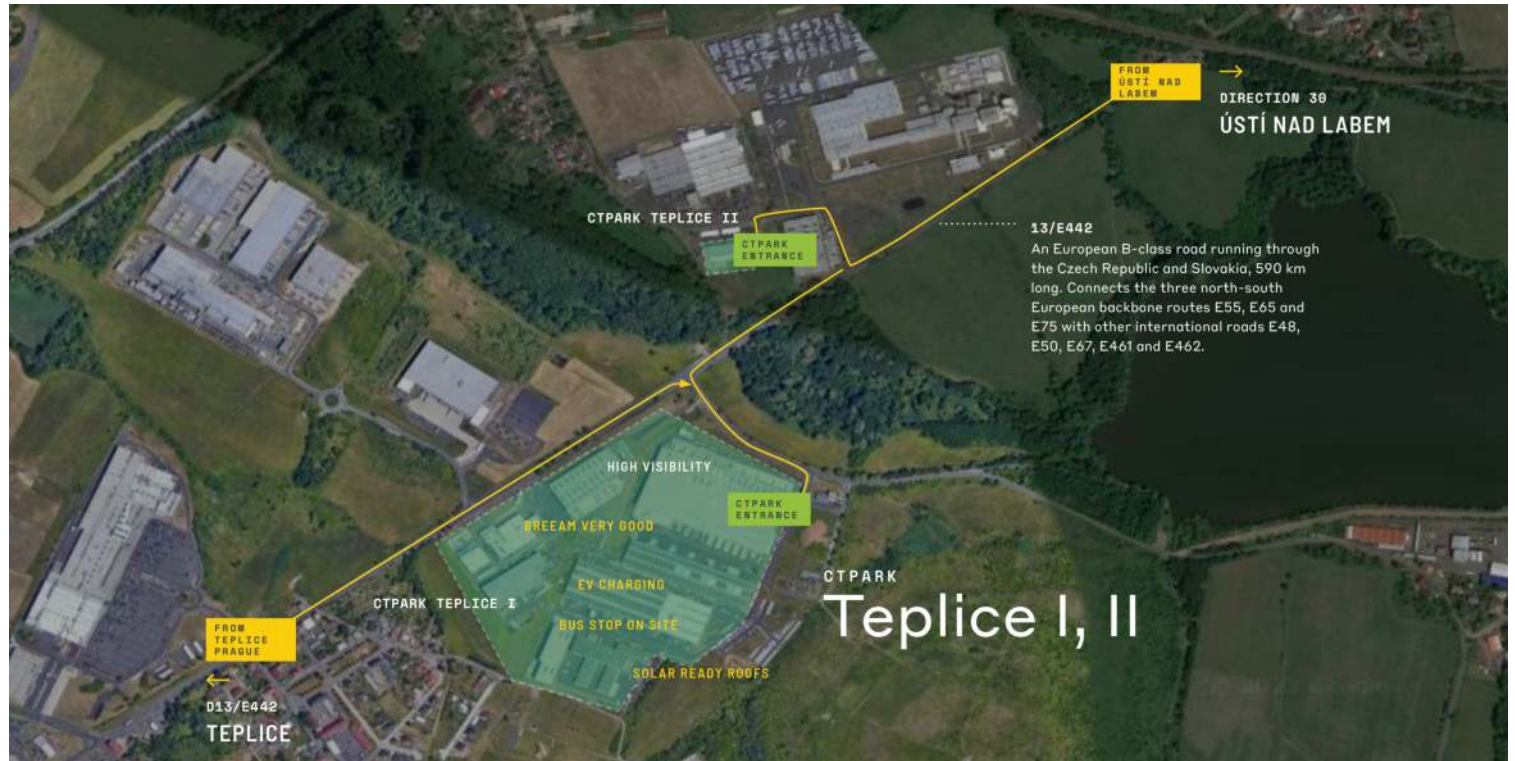 FROM
ÚSTÍ NAD
LABEM
DIRECTION 30
ÚSTÍ NAD LABEM
CTPARK TEPLICE II
CTPARK
ENTRANCE
13/E442
An European B-class road running through
the Czech Republic and Slovakia, 590 km
long. Connects the three north-south
European backbone routes E55, E65 and
E75 with other international roads E48,
E50, E67, E461 and E462.
HIGH VISIBILITY
CTPARK
ENTRANCE
BREEAM VERY GOOD
EV CHARGING
CTPARK TEPLICE I
BUS STOP ON SITE
SOLAR READY ROOFS
CTPARK
Teplice I, II
FROM
TEPLICE
PRAGUE
D13/E442
TEPLICE